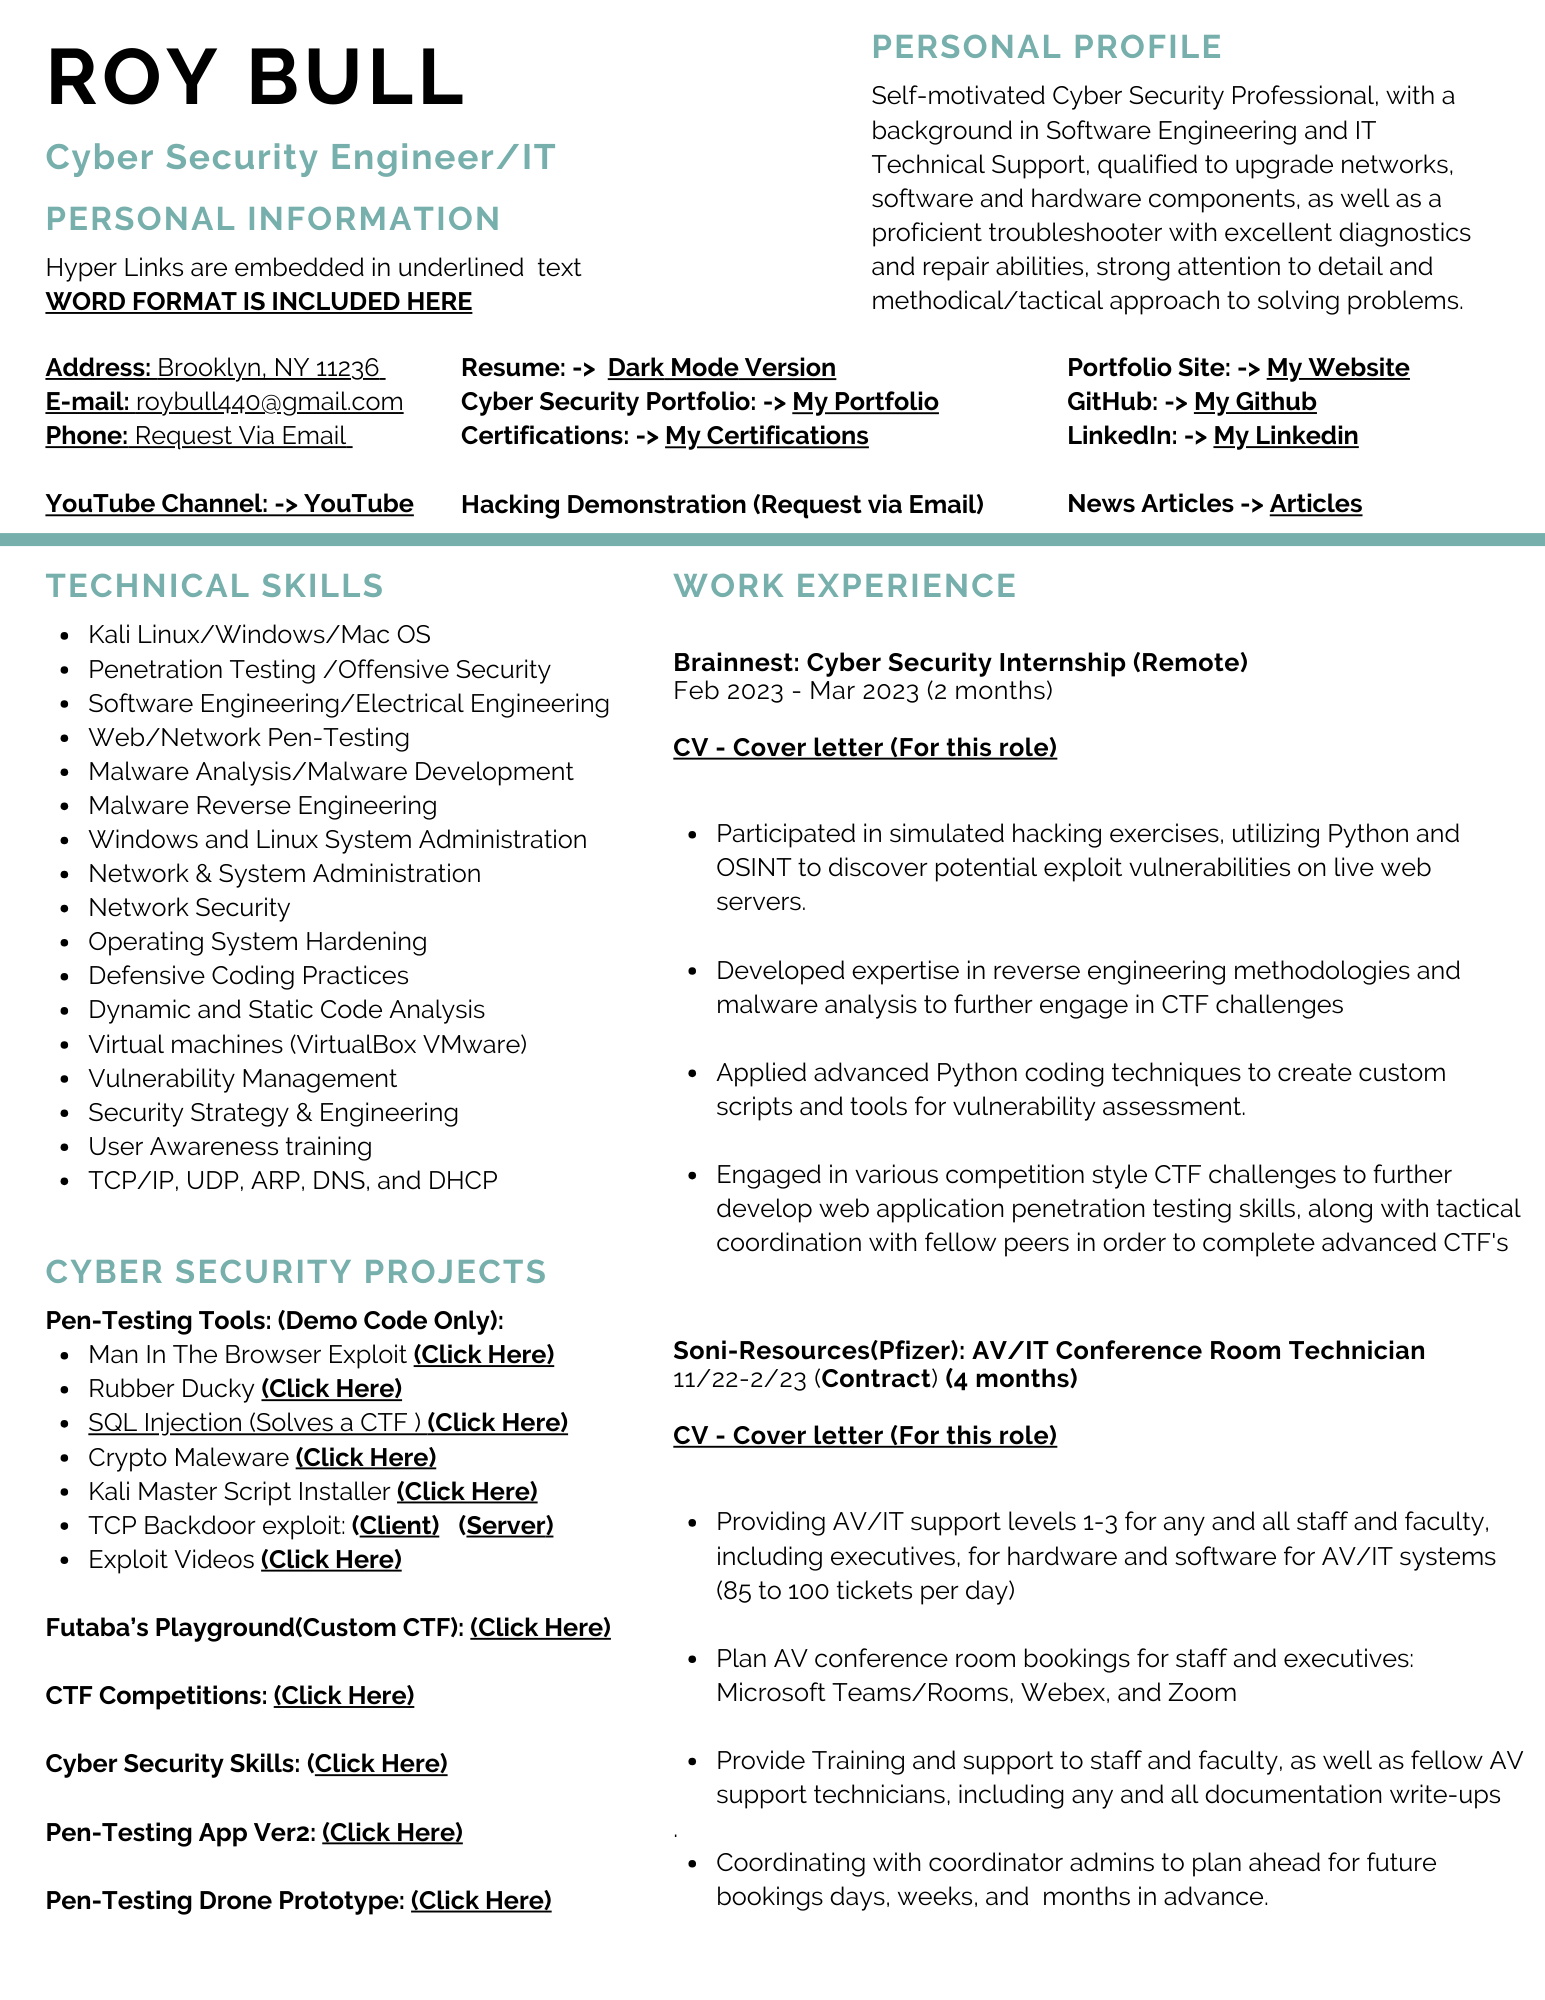 ROY BULL
Cyber Security Engineer/IT
PERSONAL INFORMATION
Hyper Links are embedded in underlined  text
WORD FORMAT IS INCLUDED HERE
PERSONAL PROFILE
Self-motivated Cyber Security Professional, with a
background in Software Engineering and IT
Technical Support, qualified to upgrade networks,
software and hardware components, as well as a
proficient troubleshooter with excellent diagnostics
and repair abilities, strong attention to detail and
methodical/tactical approach to solving problems.
Address: Brooklyn, NY 11236
E-mail: roybull440@gmail.com
Phone: Request Via Email
YouTube Channel: -> YouTube
Resume: ->  Dark Mode Version
Cyber Security Portfolio: -> My Portfolio
Certifications: -> My Certifications
Hacking Demonstration (Request via Email)
Portfolio Site: -> My Website
GitHub: -> My Github
LinkedIn: -> My Linkedin
News Articles -> Articles
TECHNICAL SKILLS
• Kali Linux/Windows/Mac OS
• Penetration Testing /Offensive Security
• Software Engineering/Electrical Engineering
• Web/Network Pen-Testing
• Malware Analysis/Malware Development
• Malware Reverse Engineering
• Windows and Linux System Administration
• Network & System Administration
• Network Security
• Operating System Hardening
• Defensive Coding Practices
• Dynamic and Static Code Analysis
• Virtual machines (VirtualBox VMware)
• Vulnerability Management
• Security Strategy & Engineering
• User Awareness training
• TCP/IP, UDP, ARP, DNS, and DHCP
CYBER SECURITY PROJECTS
Pen-Testing Tools: (Demo Code Only):
• Man In The Browser Exploit (Click Here)
• Rubber Ducky (Click Here)
• SQL Injection (Solves a CTF ) (Click Here)
• Crypto Maleware (Click Here)
• Kali Master Script Installer (Click Here)
• TCP Backdoor exploit: (Client)   (Server)
• Exploit Videos (Click Here)
Futaba’s Playground(Custom CTF): (Click Here)
CTF Competitions: (Click Here)
Cyber Security Skills: (Click Here)
Pen-Testing App Ver2: (Click Here)
Pen-Testing Drone Prototype: (Click Here)
WORK EXPERIENCE
Brainnest: Cyber Security Internship (Remote)
Feb 2023 - Mar 2023 (2 months)
CV - Cover letter (For this role)
• Participated in simulated hacking exercises, utilizing Python and
OSINT to discover potential exploit vulnerabilities on live web
servers.
• Developed expertise in reverse engineering methodologies and
malware analysis to further engage in CTF challenges
• Applied advanced Python coding techniques to create custom
scripts and tools for vulnerability assessment.
• Engaged in various competition style CTF challenges to further
develop web application penetration testing skills, along with tactical
coordination with fellow peers in order to complete advanced CTF's
Soni-Resources(Pfizer): AV/IT Conference Room Technician
11/22-2/23 (Contract) (4 months)
CV - Cover letter (For this role)
• Providing AV/IT support levels 1-3 for any and all staff and faculty,
including executives, for hardware and software for AV/IT systems
(85 to 100 tickets per day)
• Plan AV conference room bookings for staff and executives:
Microsoft Teams/Rooms, Webex, and Zoom
• Provide Training and support to staff and faculty, as well as fellow AV
support technicians, including any and all documentation write-ups
.
• Coordinating with coordinator admins to plan ahead for future
bookings days, weeks, and  months in advance.